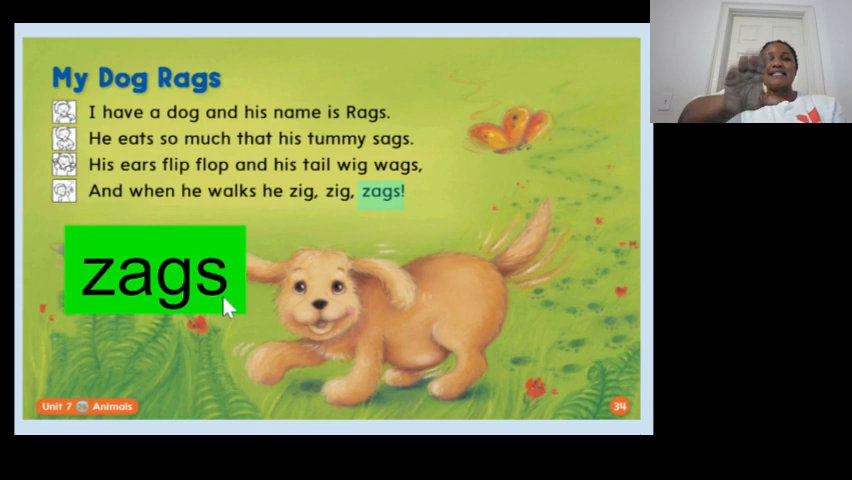 My Dog Rags
I have a dog and his name is Rags.
He eats so much that his tummy sags.
His ears flip flop and his tail wig wags,
And when he walks he zig, zig, zags!
zags
Unit 7 Animals
34